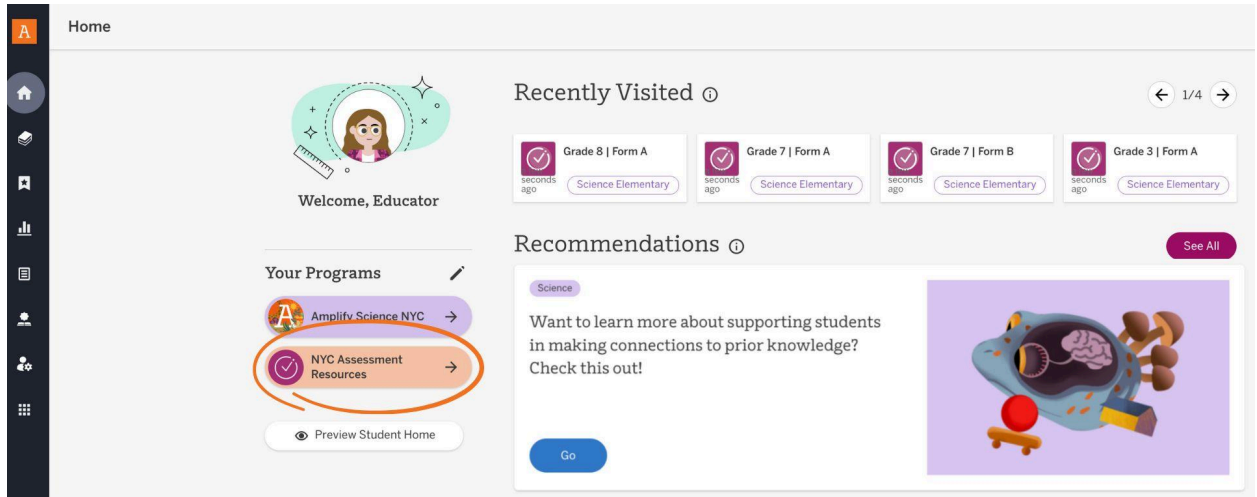 A
Home
Welcome, Educator
Your Programs
A
Amplify Science NYC
NYC Assessment
Resources
Preview Student Home
Recently Visited
1/4
Grade 8 | Form A
seconds
ago
Science Elementary
Grade 7 | Form A
seconds
ago
Science Elementary
Grade 7 | Form B
seconds
ago
Science Elementary
Grade 3 | Form A
seconds
ago
Science Elementary
Recommendations
See All
Science
Want to learn more about supporting students
in making connections to prior knowledge?
Check this out!
Go